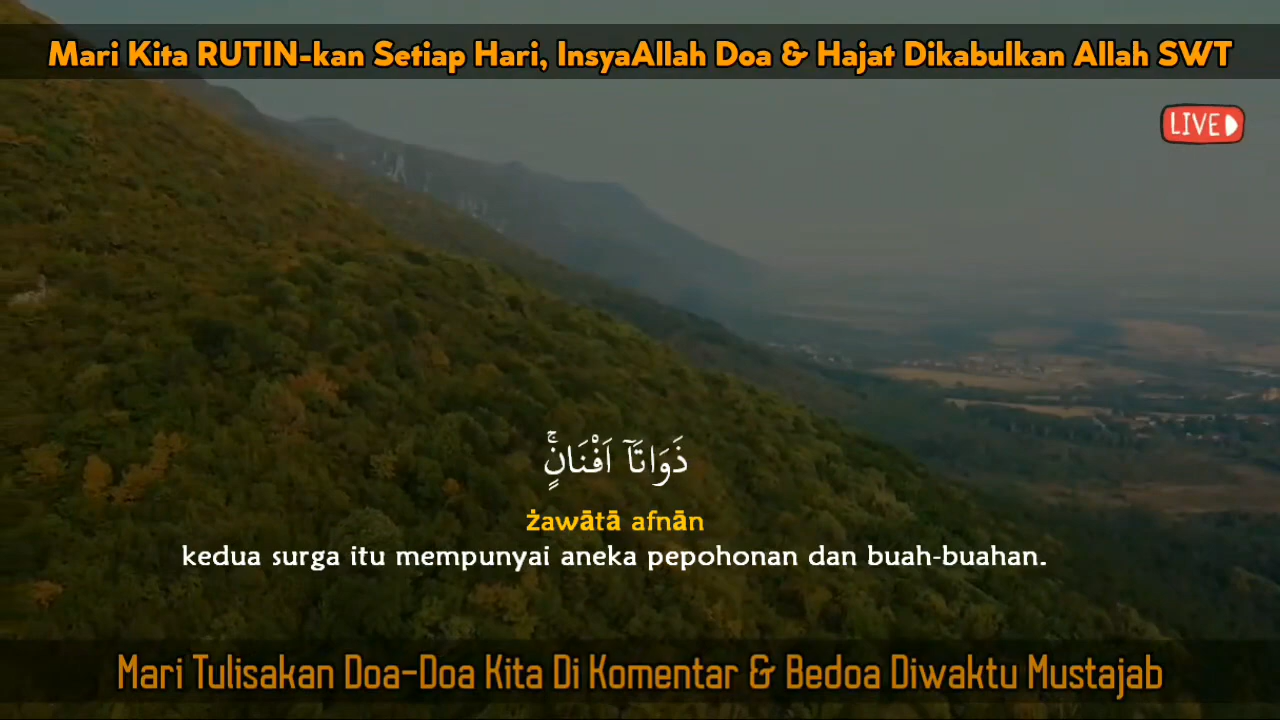 Mari Kita RUTIN-kan Setiap Hari, InsyaAllah Doa & Hajat Dikabulkan Allah SWT
LIVE
ذَوَاتَآ اَفْنَانٍۚ
żawātā afnān
kedua surga itu mempunyai aneka pepohonan dan buah-buahan.
Mari Tulisakan Doa-Doa Kita Di Komentar & Bedoa Diwaktu Mustajab